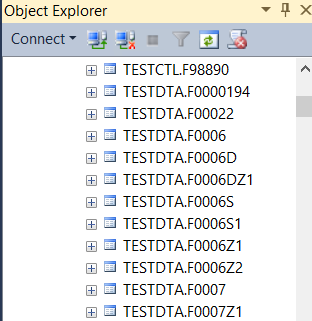 Object Explorer
Connect
TESTCTL.F98890
TESTDTA.F0000194
TESTDTA.F00022
TESTDTA.F0006
TESTDTA.F0006D
TESTDTA.F0006DZ1
TESTDTA.F0006S
TESTDTA.F0006S1
TESTDTA.F0006Z1
TESTDTA.F0006Z2
TESTDTA.F0007
TESTDTA.F0007Z1